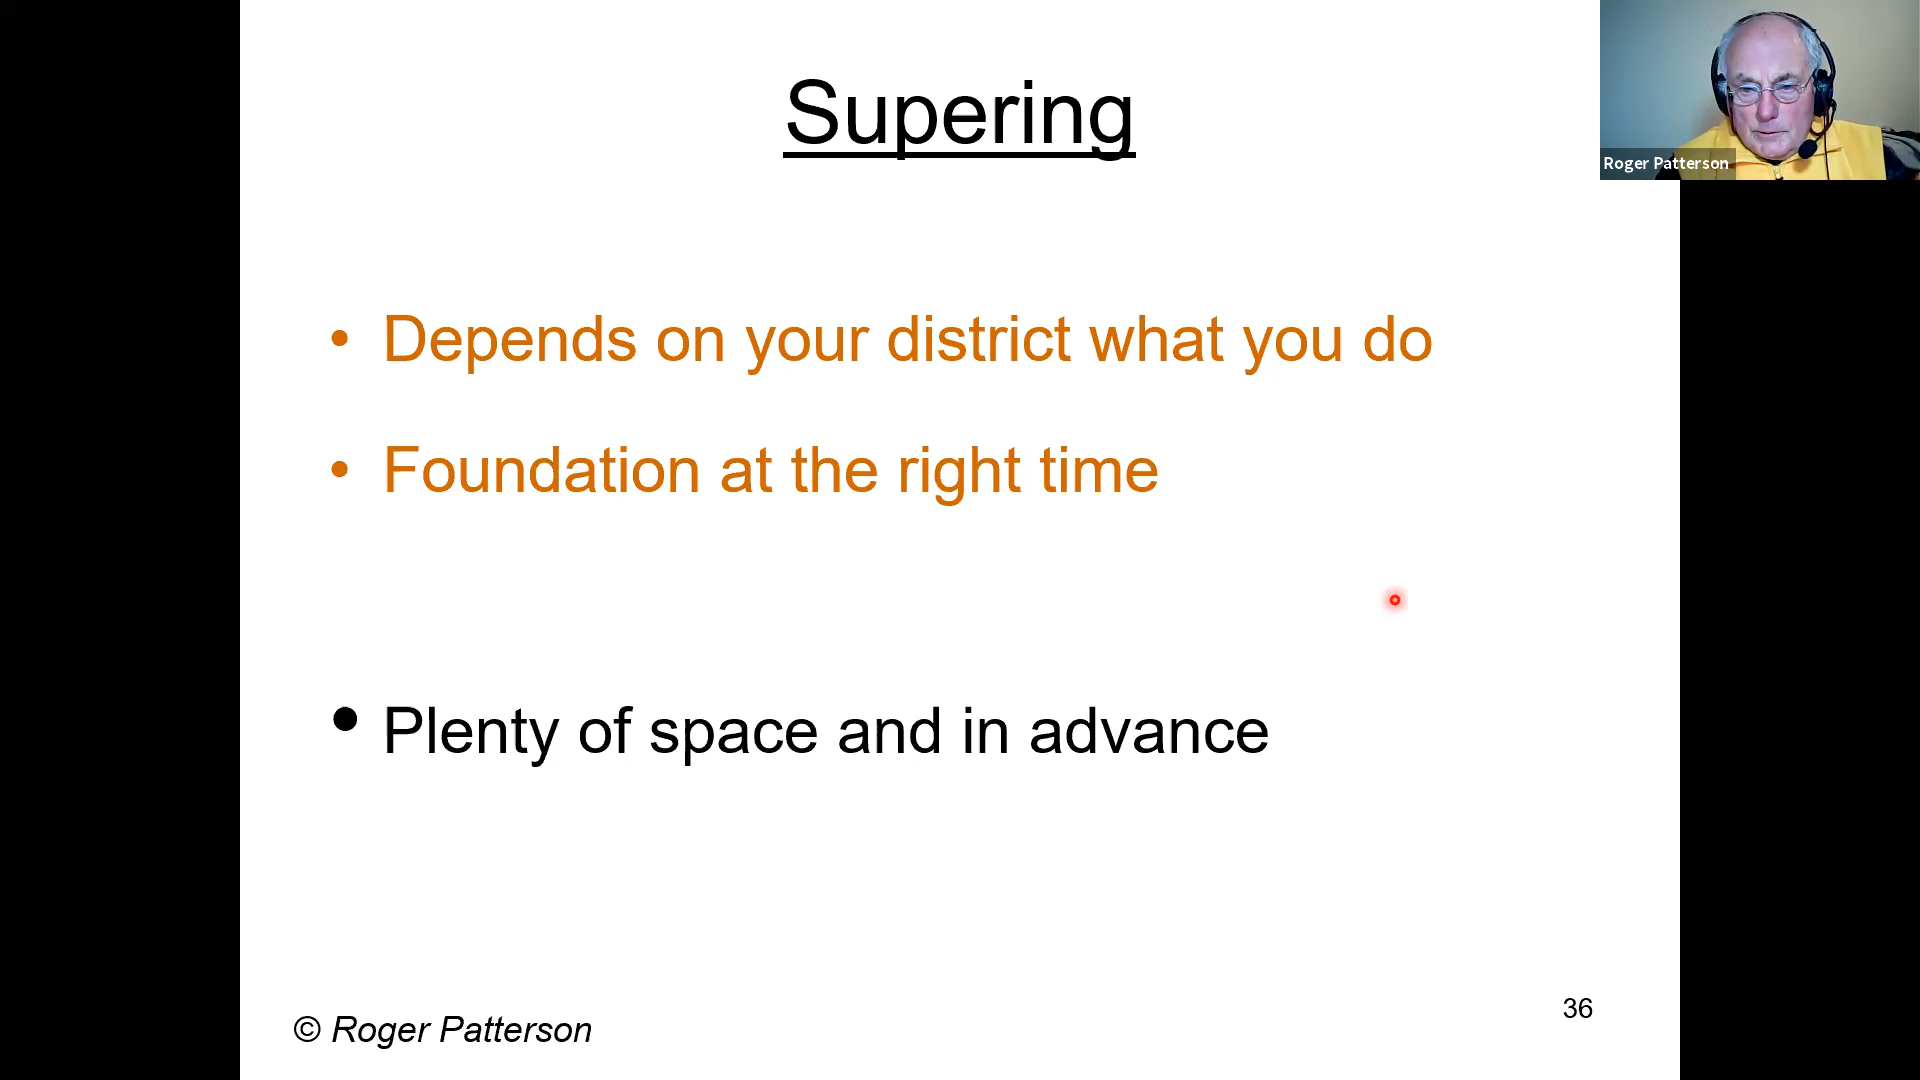 Supering
Roger Patterson
• Depends on your district what you do
• Foundation at the right time
• Plenty of space and in advance
36
© Roger Patterson